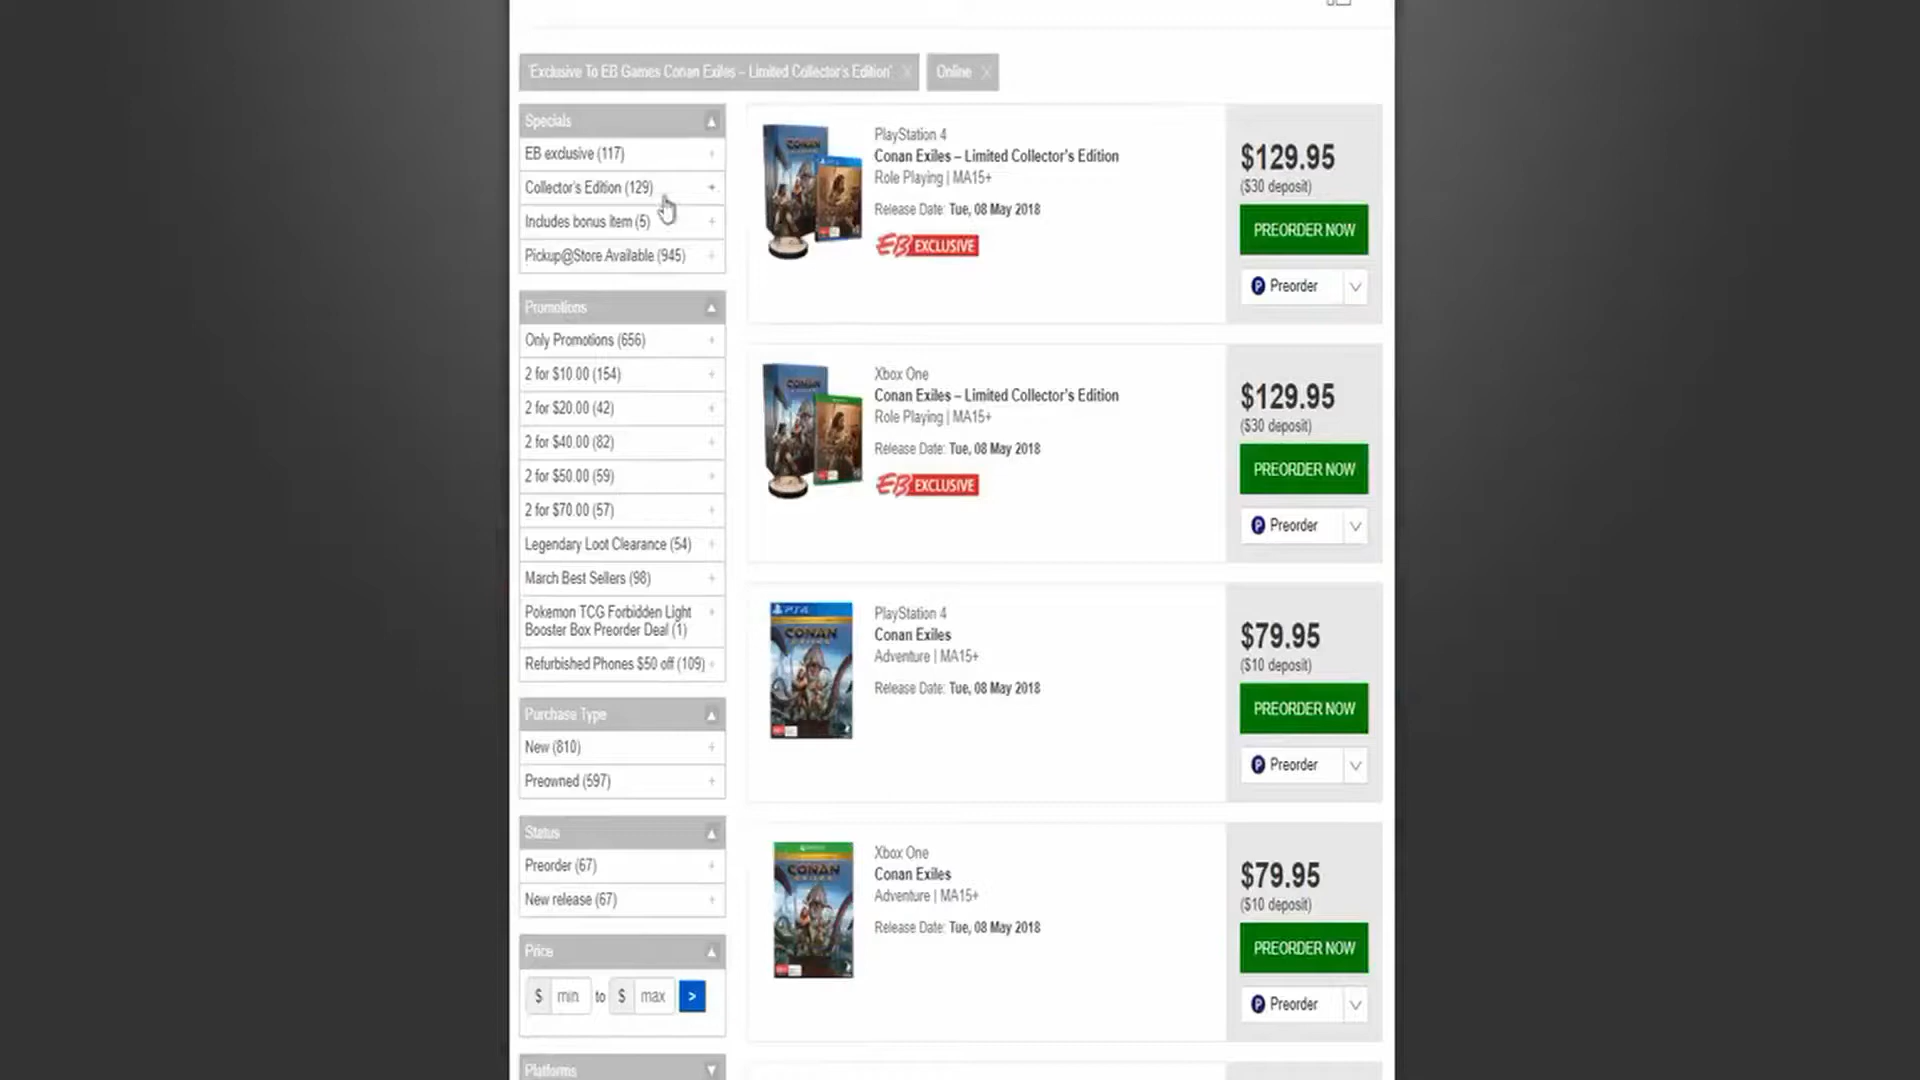 'Exclusive To EB Games Conan Exiles – Limited Collector's Edition' X
Online X
Specials
EB exclusive (117) +
Collector's Edition (129) +
Includes bonus item (5) +
Pickup@Store Available (945) +
Promotions
Only Promotions (656) +
2 for $10.00 (154) +
2 for $20.00 (42) +
2 for $40.00 (82) +
2 for $50.00 (59) +
2 for $70.00 (57) +
Legendary Loot Clearance (54) +
March Best Sellers (98) +
Pokemon TCG Forbidden Light +
Booster Box Preorder Deal (1)
Refurbished Phones $50 off (109) +
Purchase Type
New (810) +
Preowned (597) +
Status
Preorder (67) +
New release (67) +
Price
$ min to $ max >
Platforms
CONAN
PlayStation 4
Conan Exiles – Limited Collector's Edition
Role Playing | MA15+
Release Date: Tue, 08 May 2018
EB EXCLUSIVE
$129.95
($30 deposit)
PREORDER NOW
P Preorder
CONAN
Xbox One
Conan Exiles – Limited Collector's Edition
Role Playing | MA15+
Release Date: Tue, 08 May 2018
EB EXCLUSIVE
$129.95
($30 deposit)
PREORDER NOW
P Preorder
PS4
CONAN
EXILES
PlayStation 4
Conan Exiles
Adventure | MA15+
Release Date: Tue, 08 May 2018
$79.95
($10 deposit)
PREORDER NOW
P Preorder
CONAN
EXILES
Xbox One
Conan Exiles
Adventure | MA15+
Release Date: Tue, 08 May 2018
$79.95
($10 deposit)
PREORDER NOW
P Preorder